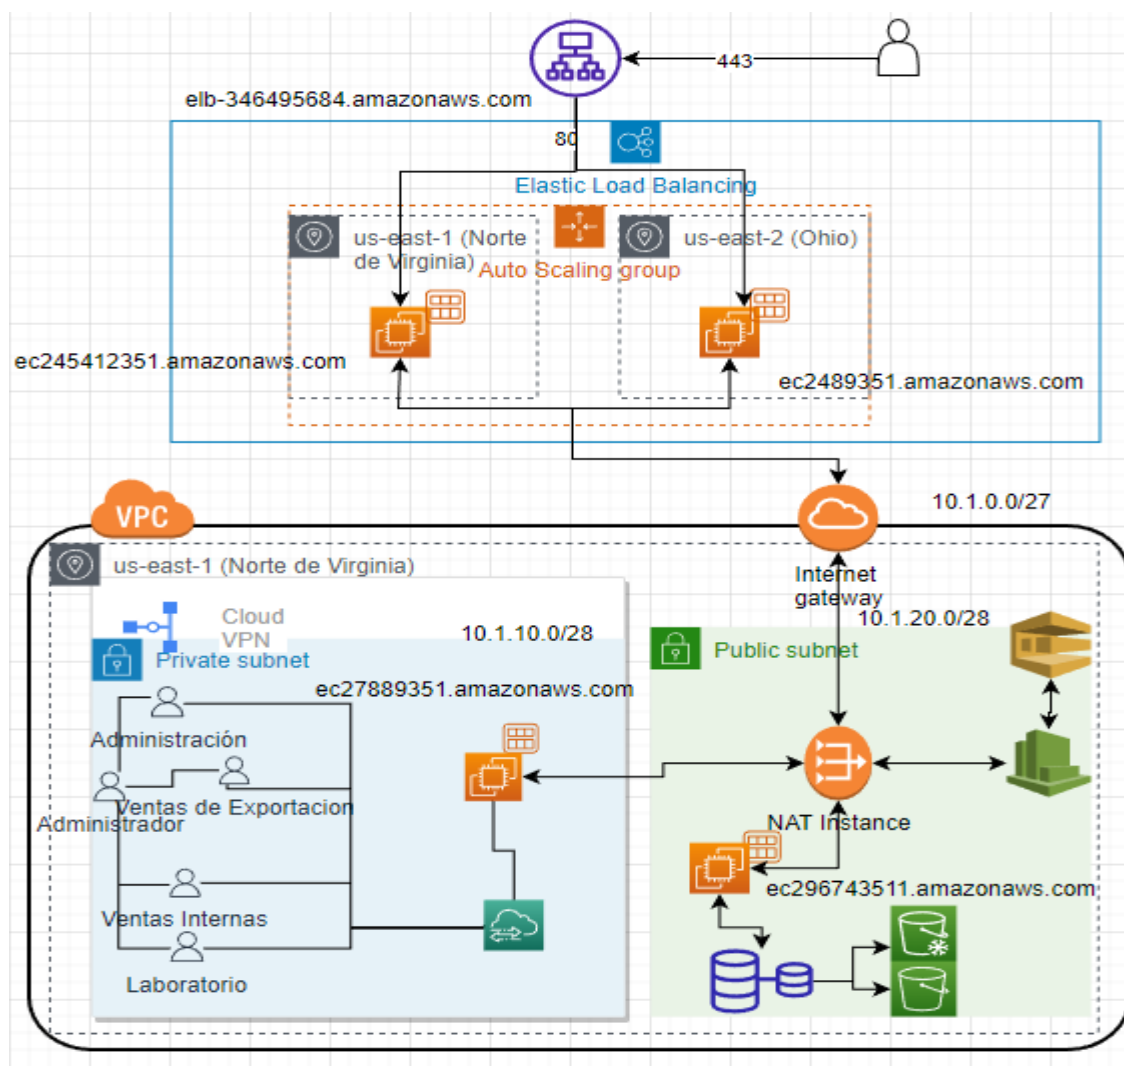 443
elb-346495684.amazonaws.com
80
Elastic Load Balancing
us-east-1 (Norte
de Virginia)
us-east-2 (Ohio)
Auto Scaling group
ec245412351.amazonaws.com
ec2489351.amazonaws.com
10.1.0.0/27
VPC
us-east-1 (Norte de Virginia)
Internet
gateway
Cloud
VPN
10.1.10.0/28
10.1.20.0/28
Private subnet
Public subnet
ec27889351.amazonaws.com
Administración
Ventas de Exportacion
Administrador
NAT Instance
ec296743511.amazonaws.com
Ventas Internas
Laboratorio